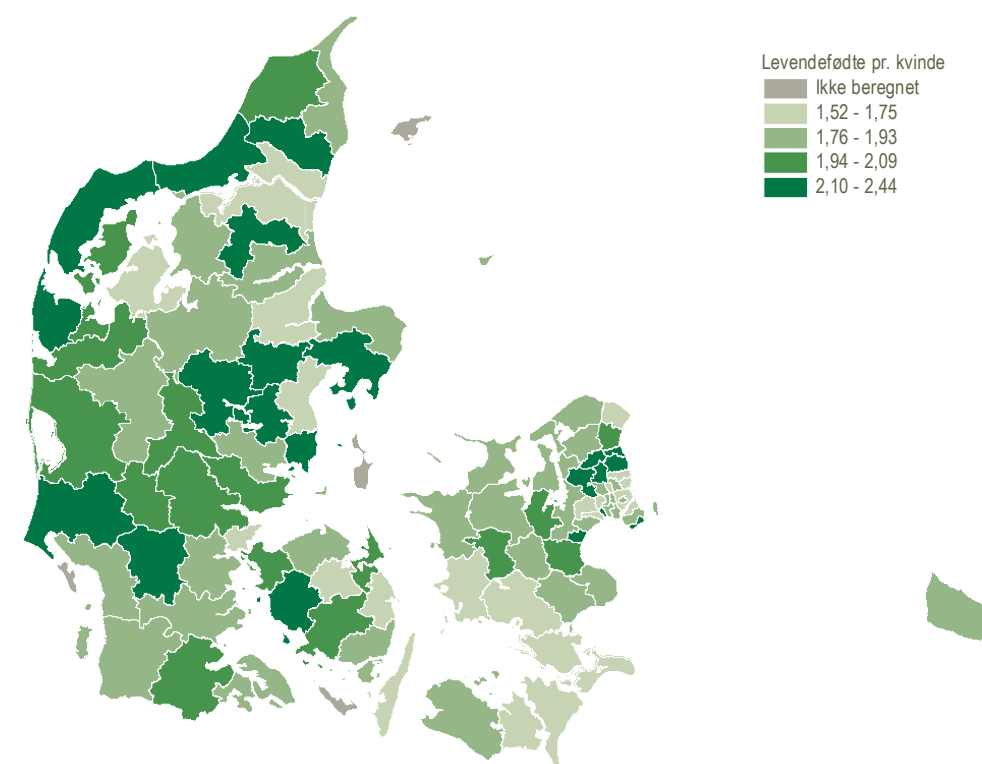 Levendefødte pr. kvinde
Ikke beregnet
1,52 - 1,75
1,76 - 1,93
1,94 - 2,09
2,10 - 2,44